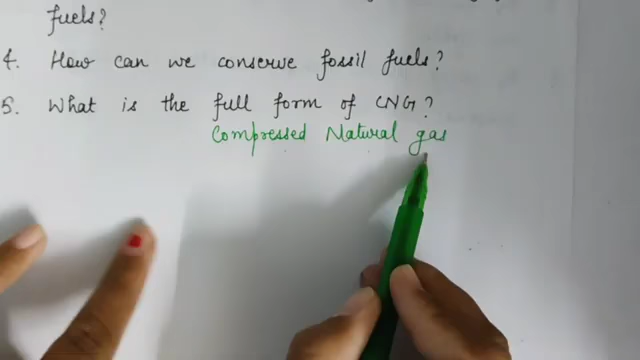 fuels?
4. How can we conserve fossil fuels?
5. What is the full form of CNG?
Compressed Natural gas